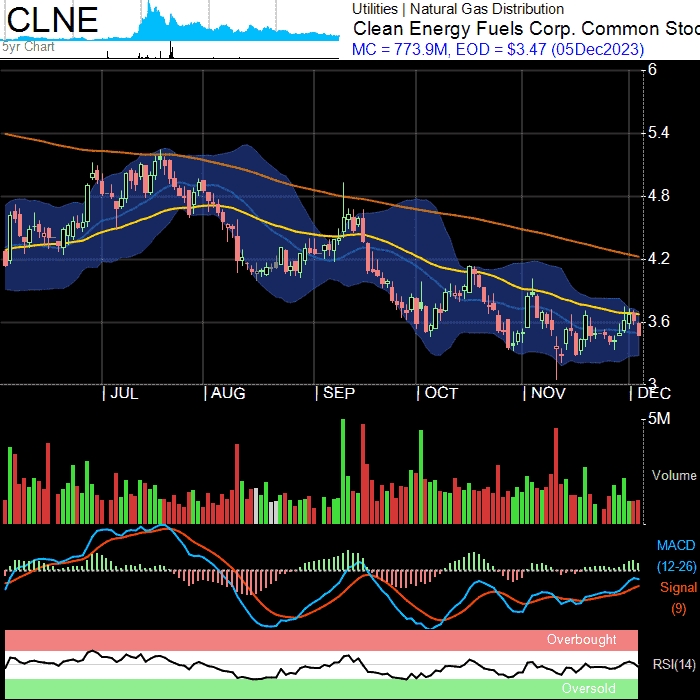 CLNE
5yr Chart
Utilities | Natural Gas Distribution
Clean Energy Fuels Corp. Common Stoc
MC = 773.9M, EOD = $3.47 (05Dec2023)
6
5.4
4.8
4.2
3.6
3
JUL AUG SEP OCT NOV DEC
5M
Volume
MACD
(12-26)
Signal
(9)
Overbought
RSI(14)
Oversold